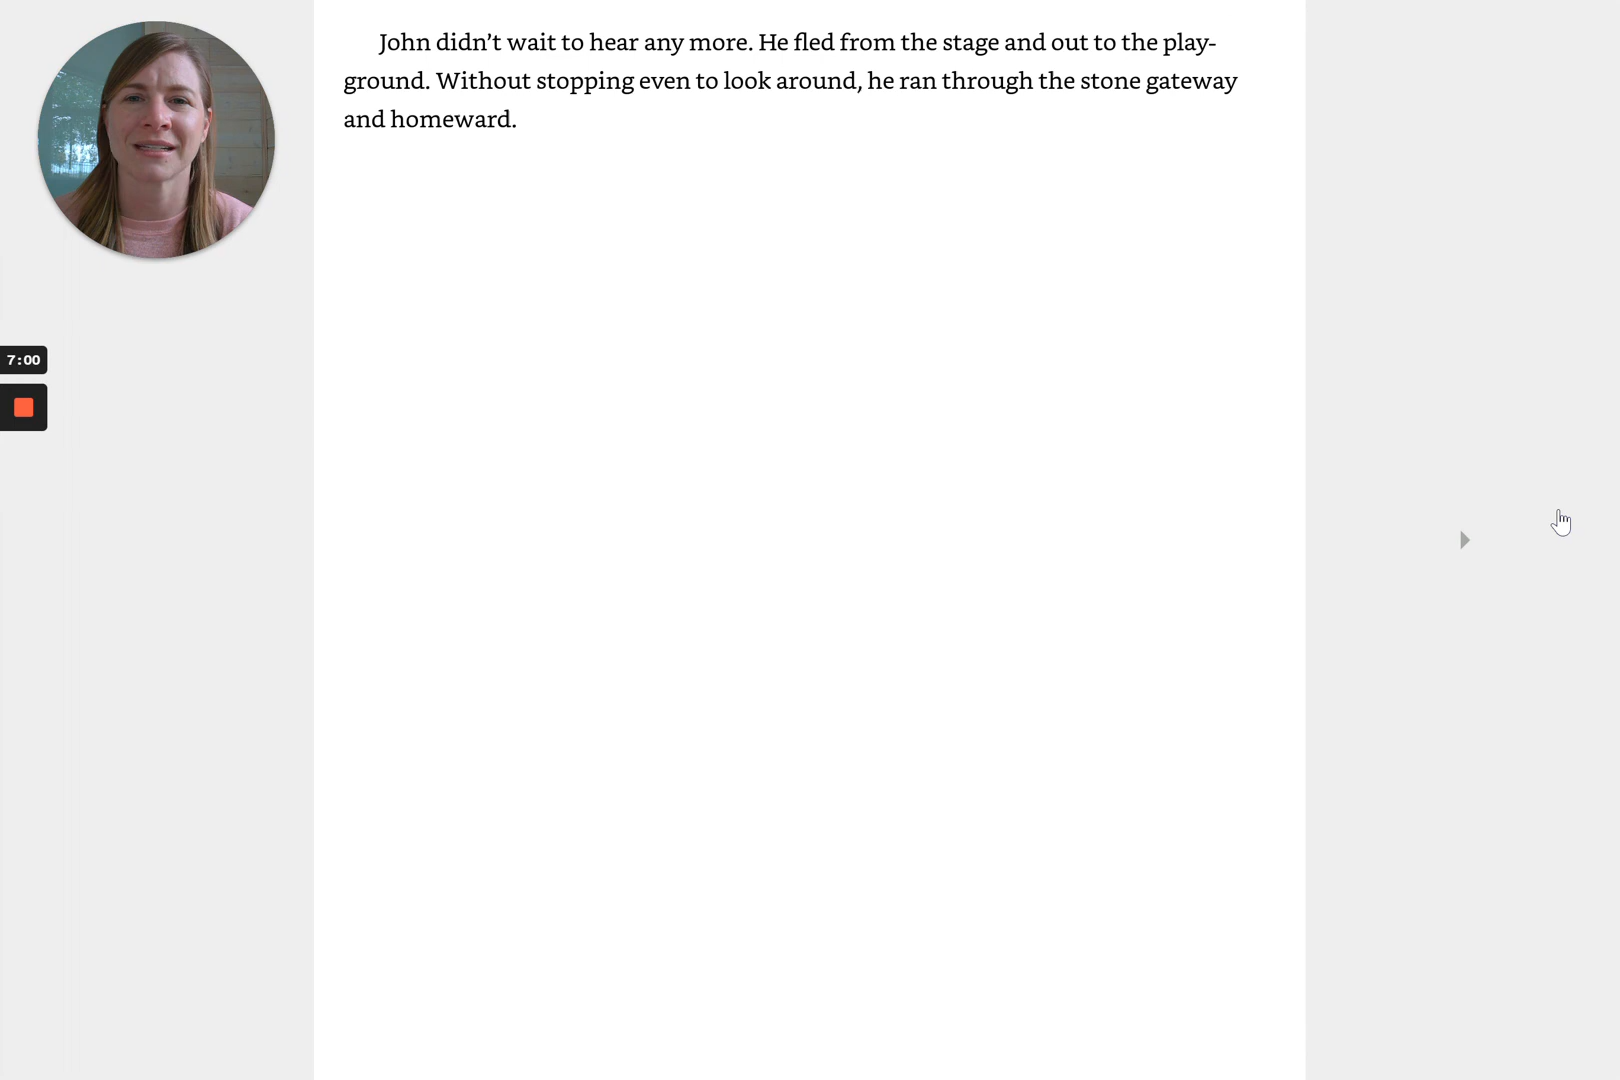 John didn’t wait to hear any more. He fled from the stage and out to the play-
ground. Without stopping even to look around, he ran through the stone gateway
and homeward.
7:00